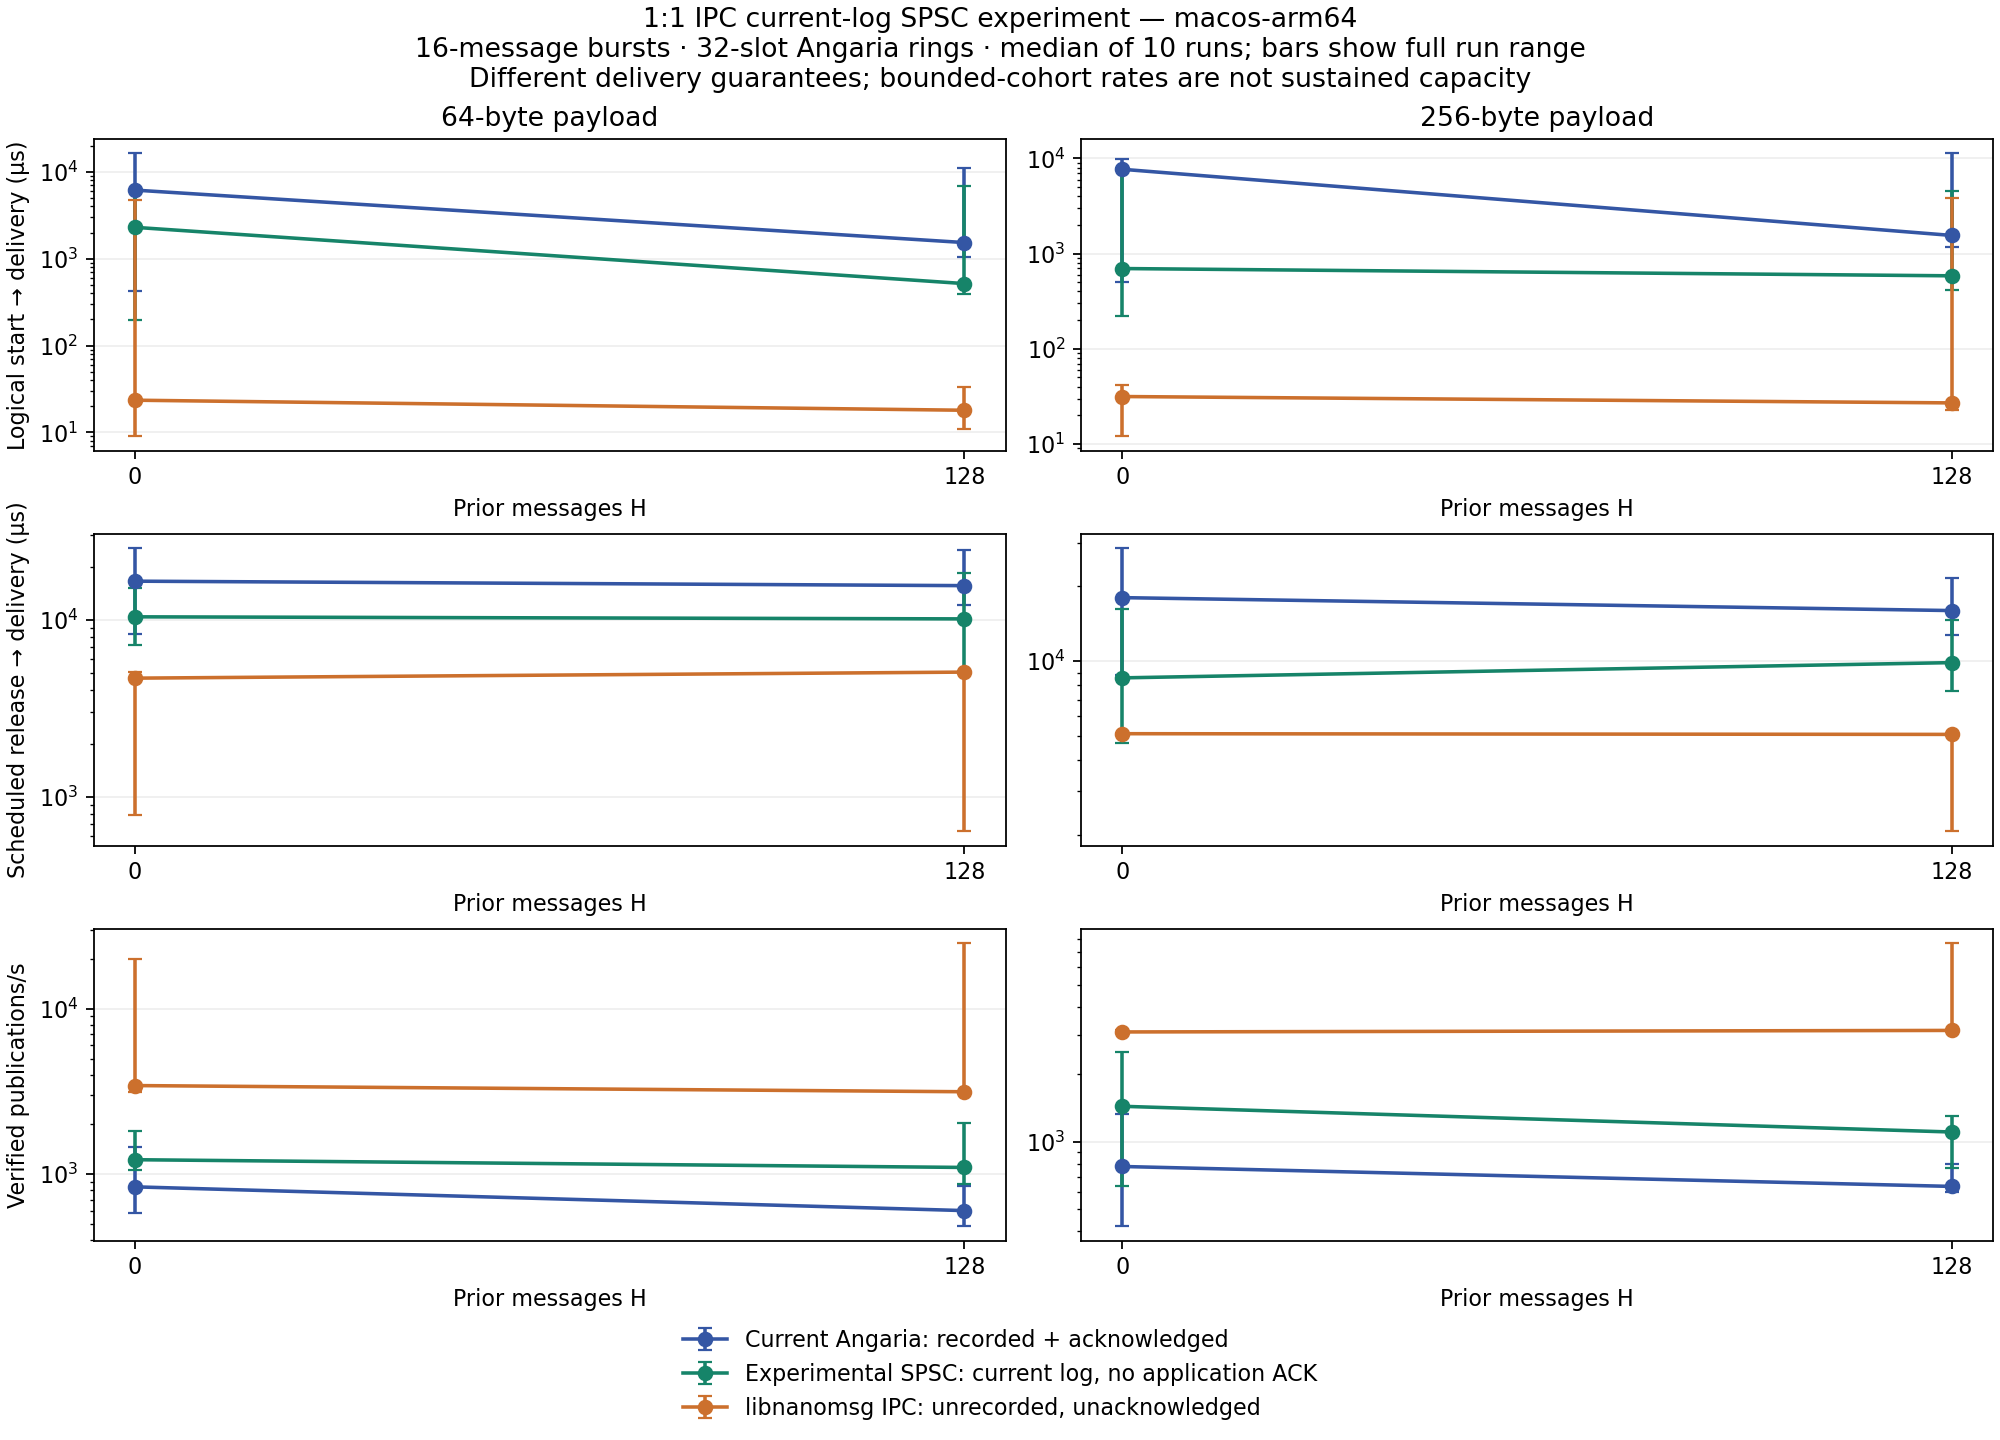 1:1 IPC current-log SPSC experiment — macos-arm64
16-message bursts · 32-slot Angaria rings · median of 10 runs; bars show full run range
Different delivery guarantees; bounded-cohort rates are not sustained capacity
64-byte payload
Logical start → delivery (µs)
10⁴
10³
10²
10¹
0
128
Prior messages H
256-byte payload
10⁴
10³
10²
10¹
0
128
Prior messages H
Scheduled release → delivery (µs)
10⁴
10³
0
128
Prior messages H
10⁴
0
128
Prior messages H
Verified publications/s
10⁴
10³
0
128
Prior messages H
10³
0
128
Prior messages H
Current Angaria: recorded + acknowledged
Experimental SPSC: current log, no application ACK
libnanomsg IPC: unrecorded, unacknowledged